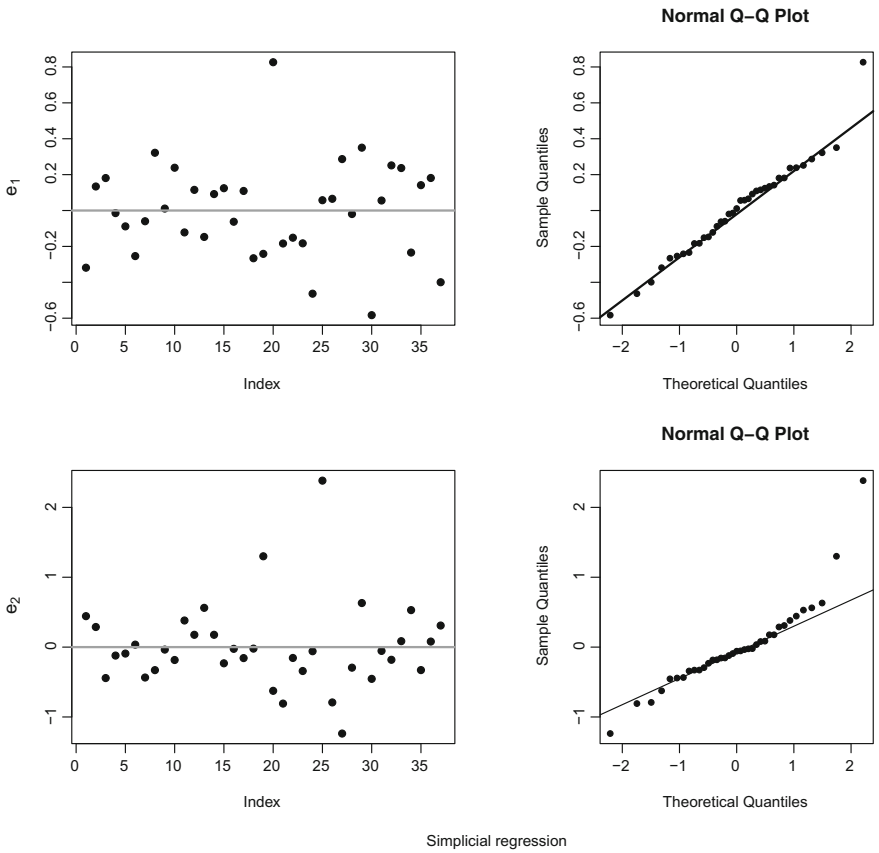 Normal Q−Q Plot
e1
0.8
0.6
0.4
0.2
−0.2
−0.6
0 5 10 15 20 25 30 35
Index
Sample Quantiles
0.8
0.6
0.4
0.2
−0.2
−0.6
−2 −1 0 1 2
Theoretical Quantiles
Normal Q−Q Plot
e2
2
1
0
−1
0 5 10 15 20 25 30 35
Index
Sample Quantiles
2
1
0
−1
−2 −1 0 1 2
Theoretical Quantiles
Simplicial regression